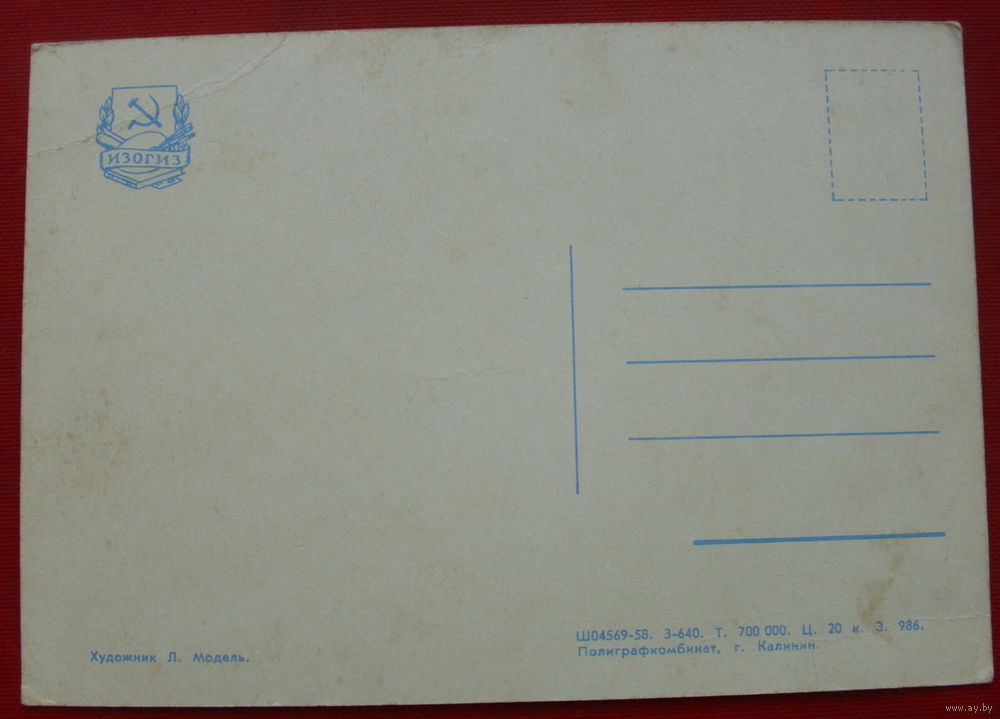 ИЗОГИЗ
Художник Л. Модель.
Ш04569-58. З-640. Т. 700 000. Ц. 20 к. З. 986.
Полиграфкомбинат, г. Калинин.
www.ay.by